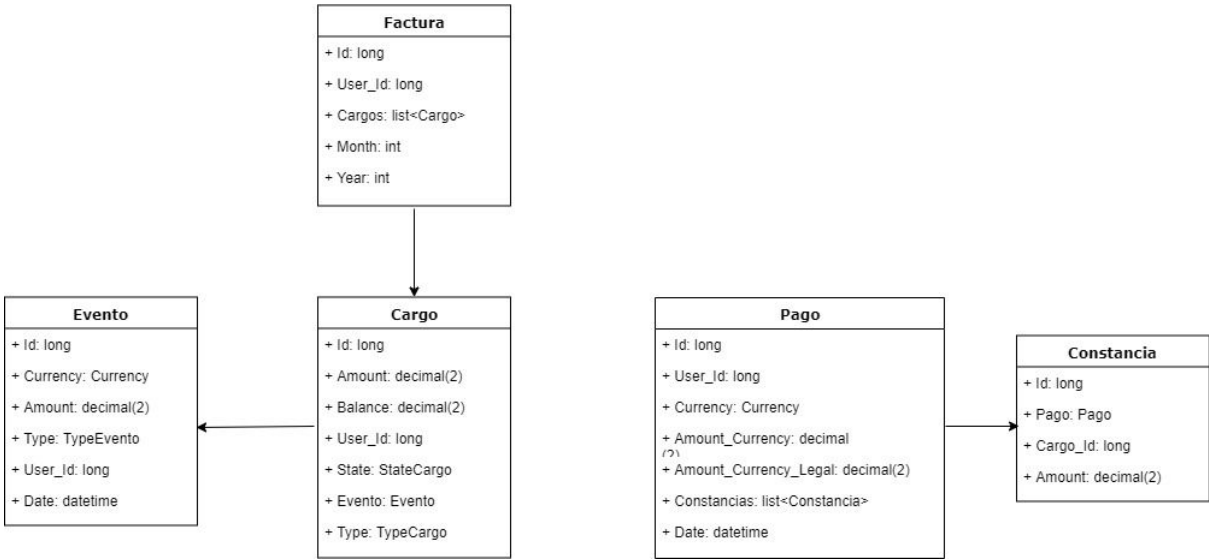 Factura
+ Id: long
+ User_Id: long
+ Cargos: list<Cargo>
+ Month: int
+ Year: int
Evento
+ Id: long
+ Currency: Currency
+ Amount: decimal(2)
+ Type: TypeEvento
+ User_Id: long
+ Date: datetime
Cargo
+ Id: long
+ Amount: decimal(2)
+ Balance: decimal(2)
+ User_Id: long
+ State: StateCargo
+ Evento: Evento
+ Type: TypeCargo
Pago
+ Id: long
+ User_Id: long
+ Currency: Currency
+ Amount_Currency: decimal
(2)
+ Amount_Currency_Legal: decimal(2)
+ Constancias: list<Constancia>
+ Date: datetime
Constancia
+ Id: long
+ Pago: Pago
+ Cargo_Id: long
+ Amount: decimal(2)